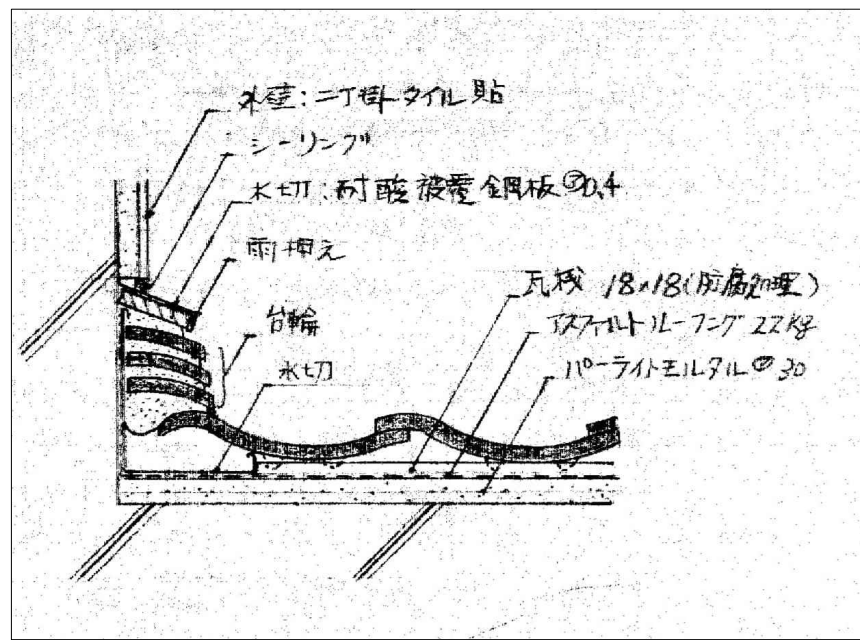 外壁:二丁掛タイル貼
シーリング
水切:耐酸被覆鋼板⑦0.4
雨押え
台輪
水切
瓦桟 18×18(防腐処理)
アスファルトルーフング 22kg
パーライトモルタル⑦30